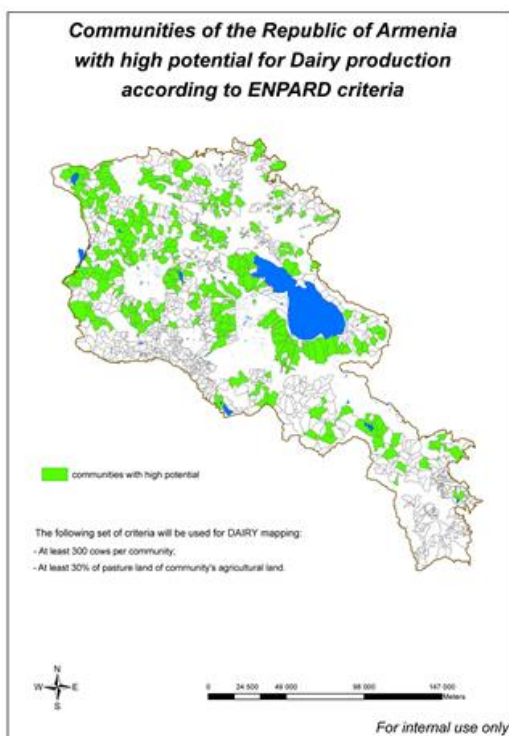 Communities of the Republic of Armenia
with high potential for Dairy production
according to ENPARD criteria
communities with high potential
The following set of criteria will be used for DAIRY mapping:
- At least 300 cows per community;
- At least 30% of pasture land of community's agricultural land.
N
W E
S
0 24 500 49 000 98 000 147 000
Meters
For internal use only